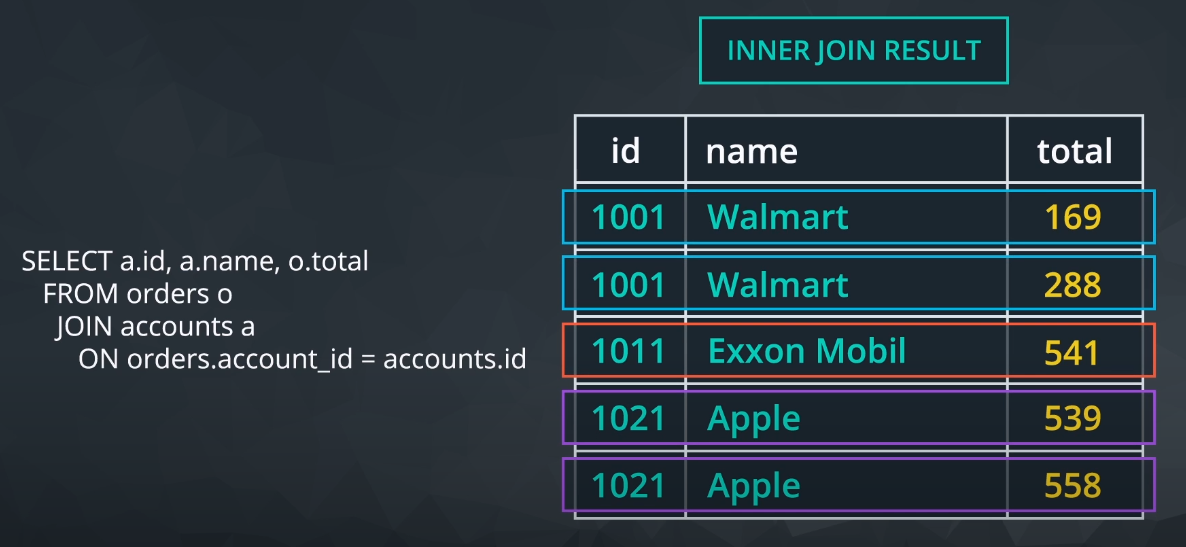 INNER JOIN RESULT
SELECT a.id, a.name, o.total
FROM orders o
JOIN accounts a
ON orders.account_id = accounts.id
id name total
1001 Walmart 169
1001 Walmart 288
1011 Exxon Mobil 541
1021 Apple 539
1021 Apple 558